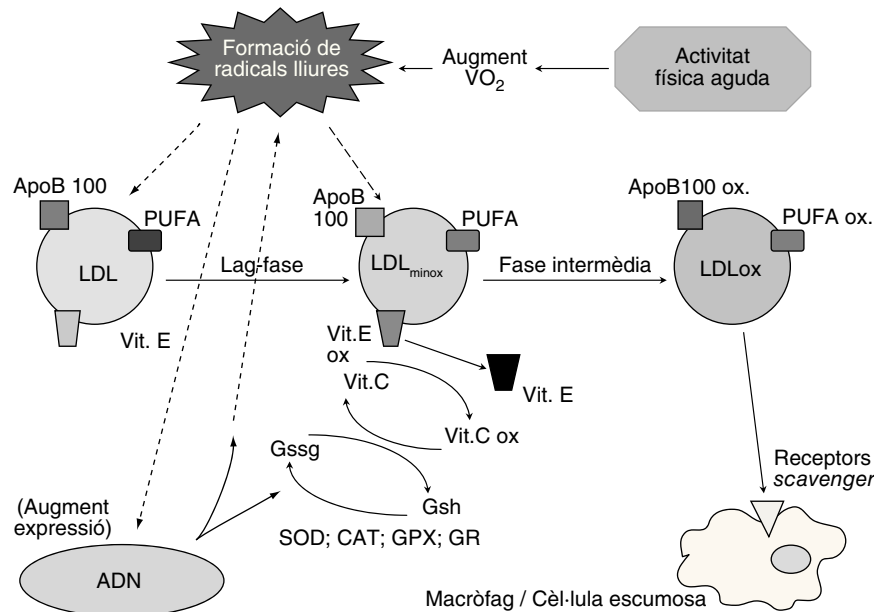 Formació de
radicals lliures
Augment
VO₂
Activitat
física aguda
ApoB 100
PUFA
LDL
Vit. E
Lag-fase
ApoB
100
PUFA
LDLminox
Vit.E
ox
Fase intermèdia
ApoB100 ox.
PUFA ox.
LDLox
Vit.C
Vit. E
Vit.C ox
Gssg
Gsh
SOD; CAT; GPX; GR
(Augment
expressió)
ADN
Receptors
scavenger
Macròfag / Cèl·lula escumosa